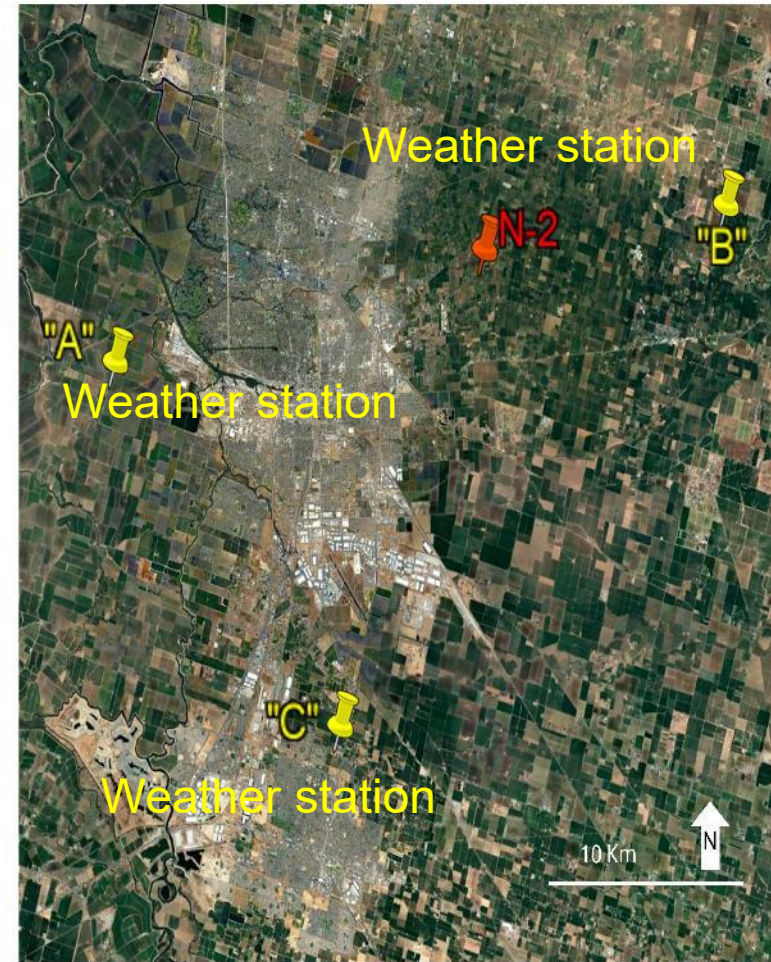 Weather station
"B"
N-2
"A"
Weather station
"C"
Weather station
10 Km
N